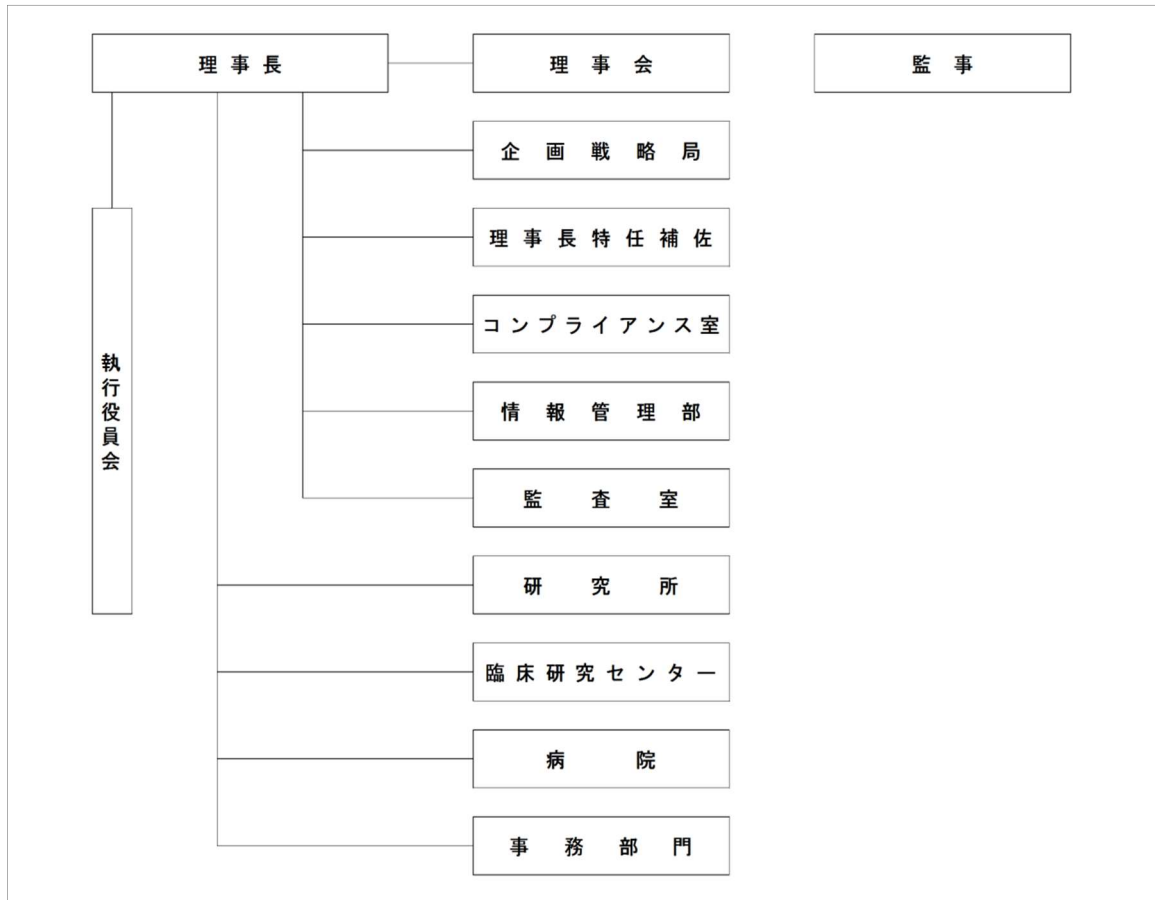 理事長
理事会
監事
企画戦略局
理事長特任補佐
コンプライアンス室
情報管理部
監査室
執行役員会
研究所
臨床研究センター
病院
事務部門